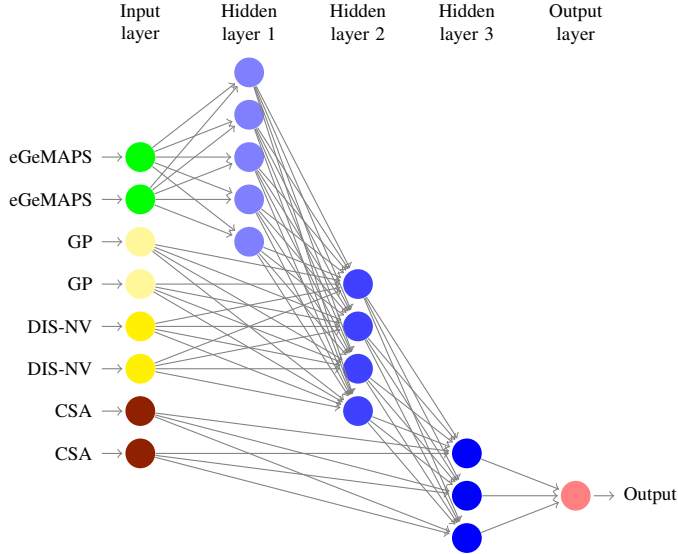 Input
layer
Hidden
layer 1
Hidden
layer 2
Hidden
layer 3
Output
layer
eGeMAPS
eGeMAPS
GP
GP
DIS-NV
DIS-NV
CSA
CSA
Output